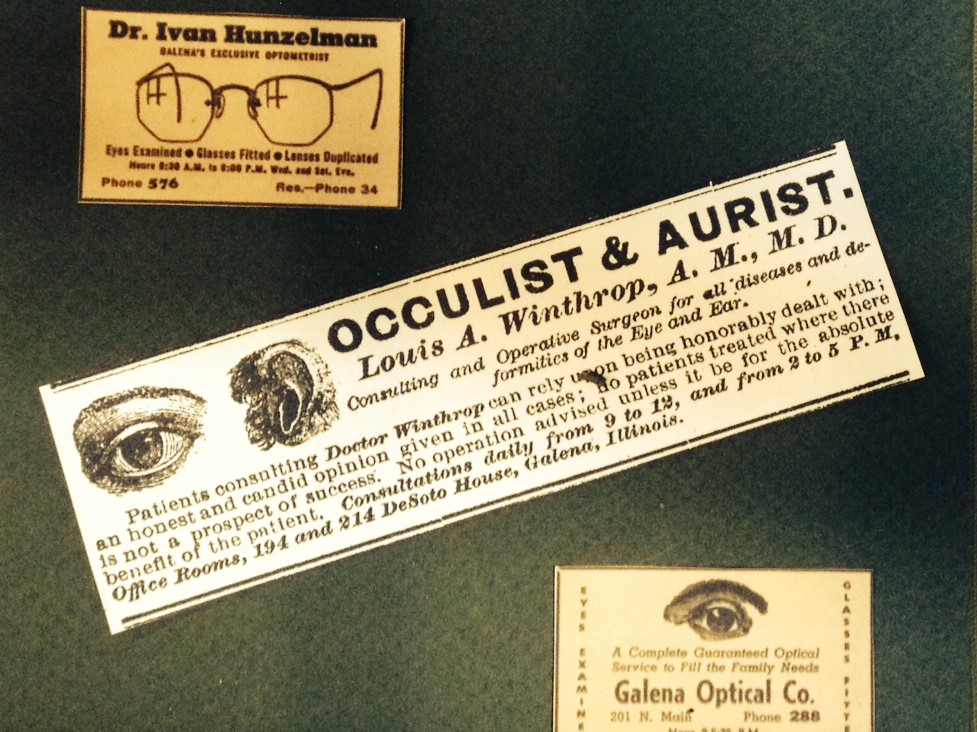 Dr. Ivan Hunzelman
GALENA'S EXCLUSIVE OPTOMETRIST
Eyes Examined ● Glasses Fitted ● Lenses Duplicated
Hours 8:30 A.M. to 5:00 P.M. Wed. and Sat. Eve.
Phone 576 Res.—Phone 34
OCCULIST & AURIST.
Louis A. Winthrop, A. M., M. D.
Consulting and Operative Surgeon for all diseases and de-
formities of the Eye and Ear.
Patients consulting Doctor Winthrop can rely upon being honorably dealt with;
an honest and candid opinion given in all cases; no patients treated where there
is not a prospect of success. No operation advised unless it be for the absolute
benefit of the patient. Consultations daily from 9 to 12, and from 2 to 5 P. M,
Office Rooms, 194 and 214 DeSoto House, Galena, Illinois.
EYES EXAMINE
GLASSES FITTE
A Complete Guaranteed Optical
Service to Fill the Family Needs
Galena Optical Co.
201 N. Main Phone 288